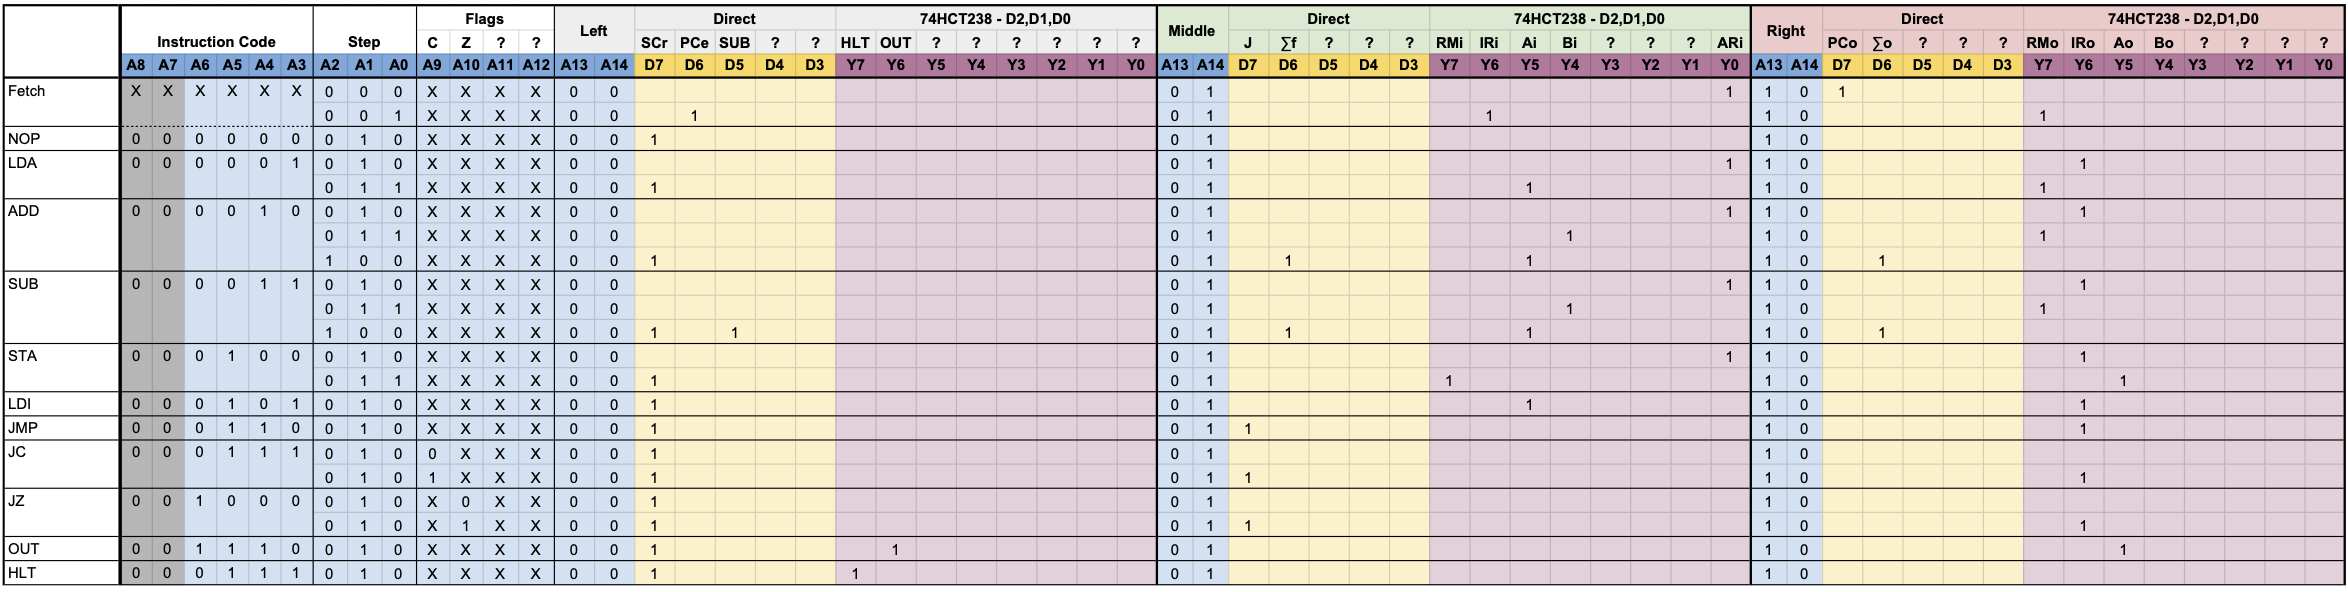 Flags Direct 74HCT238 - D2,D1,D0 Direct 74HCT238 - D2,D1,D0 Direct 74HCT238 - D2,D1,D0
Left Middle Right
Instruction Code Step C Z ? ? SCr PCe SUB ? ? HLT OUT ? ? ? ? ? ? J ∑f ? ? ? RMi IRi Ai Bi ? ? ? ARi PCo ∑o ? ? ? RMo IRo Ao Bo ? ? ? ?
A8 A7 A6 A5 A4 A3 A2 A1 A0 A9 A10 A11 A12 A13 A14 D7 D6 D5 D4 D3 Y7 Y6 Y5 Y4 Y3 Y2 Y1 Y0 A13 A14 D7 D6 D5 D4 D3 Y7 Y6 Y5 Y4 Y3 Y2 Y1 Y0 A13 A14 D7 D6 D5 D4 D3 Y7 Y6 Y5 Y4 Y3 Y2 Y1 Y0
Fetch X X X X X X 0 0 0 X X X X 0 0 0 1 1 1 0 1
0 0 1 X X X X 0 0 1 0 1 1 1 0 1
NOP 0 0 0 0 0 0 0 1 0 X X X X 0 0 1 0 1 1 0
LDA 0 0 0 0 0 1 0 1 0 X X X X 0 0 0 1 1 1 0 1
0 1 1 X X X X 0 0 1 0 1 1 1 0 1
ADD 0 0 0 0 1 0 0 1 0 X X X X 0 0 0 1 1 1 0 1
0 1 1 X X X X 0 0 0 1 1 1 0 1
1 0 0 X X X X 0 0 1 0 1 1 1 1 0 1
SUB 0 0 0 0 1 1 0 1 0 X X X X 0 0 0 1 1 1 0 1
0 1 1 X X X X 0 0 0 1 1 1 0 1
1 0 0 X X X X 0 0 1 1 0 1 1 1 1 0 1
STA 0 0 0 1 0 0 0 1 0 X X X X 0 0 0 1 1 1 0 1
0 1 1 X X X X 0 0 1 0 1 1 1 0 1
LDI 0 0 0 1 0 1 0 1 0 X X X X 0 0 1 0 1 1 1 0 1
JMP 0 0 0 1 1 0 0 1 0 X X X X 0 0 1 0 1 1 1 0 1
JC 0 0 0 1 1 1 0 1 0 0 X X X 0 0 1 0 1 1 0
0 1 0 1 X X X 0 0 1 0 1 1 1 0 1
JZ 0 0 1 0 0 0 0 1 0 X 0 X X 0 0 1 0 1 1 0
0 1 0 X 1 X X 0 0 1 0 1 1 1 0 1
OUT 0 0 1 1 1 0 0 1 0 X X X X 0 0 1 1 0 1 1 0 1
HLT 0 0 0 1 1 1 0 1 0 X X X X 0 0 1 1 0 1 1 0